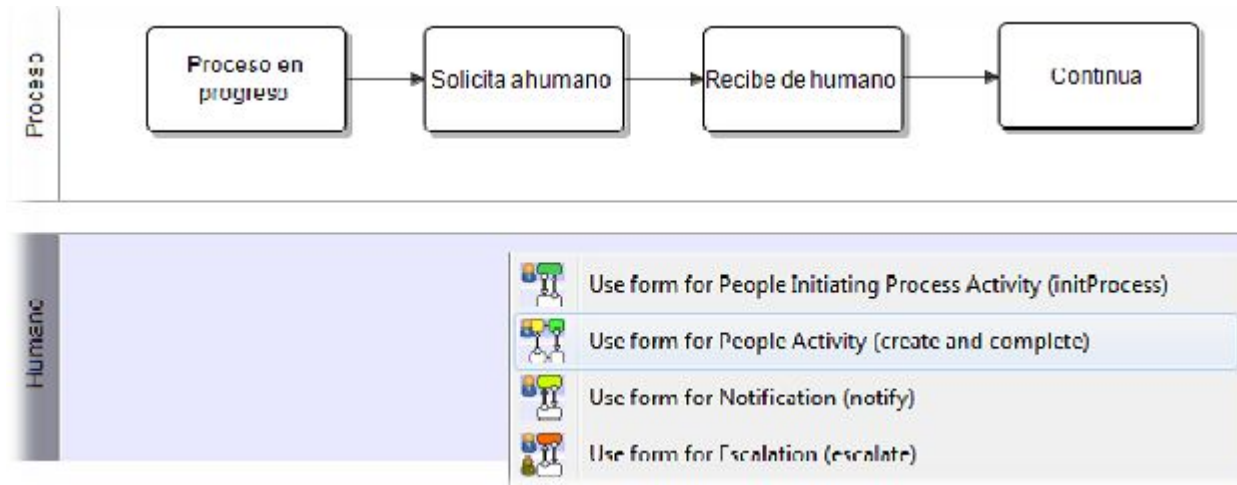 Proceso
Proceso en
progreso
Solicita ahumano
Recibe de humano
Continua
Humano
Use form for People Initiating Process Activity (initProcess)
Use form for People Activity (create and complete)
Use form for Notification (notify)
Use form for Escalation (escalate)